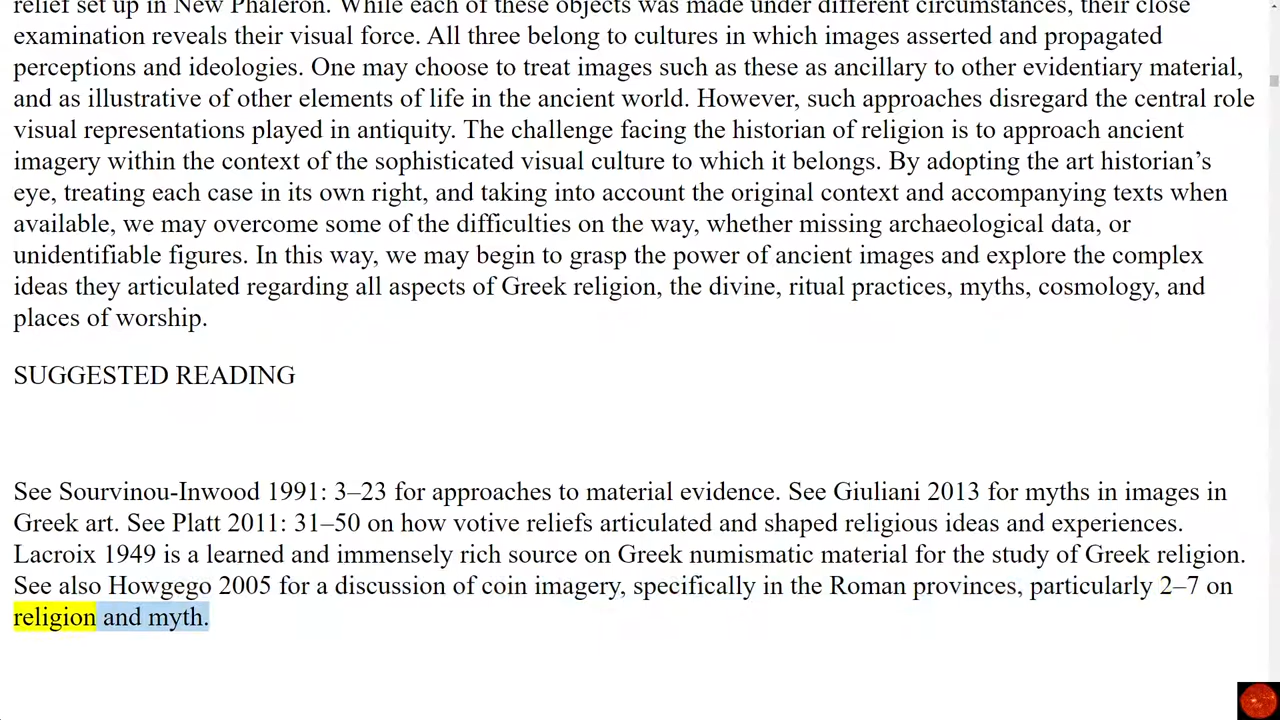 relief set up in New Phaleron. While each of these objects was made under different circumstances, their close
examination reveals their visual force. All three belong to cultures in which images asserted and propagated
perceptions and ideologies. One may choose to treat images such as these as ancillary to other evidentiary material,
and as illustrative of other elements of life in the ancient world. However, such approaches disregard the central role
visual representations played in antiquity. The challenge facing the historian of religion is to approach ancient
imagery within the context of the sophisticated visual culture to which it belongs. By adopting the art historian’s
eye, treating each case in its own right, and taking into account the original context and accompanying texts when
available, we may overcome some of the difficulties on the way, whether missing archaeological data, or
unidentifiable figures. In this way, we may begin to grasp the power of ancient images and explore the complex
ideas they articulated regarding all aspects of Greek religion, the divine, ritual practices, myths, cosmology, and
places of worship.
SUGGESTED READING
See Sourvinou-Inwood 1991: 3–23 for approaches to material evidence. See Giuliani 2013 for myths in images in
Greek art. See Platt 2011: 31–50 on how votive reliefs articulated and shaped religious ideas and experiences.
Lacroix 1949 is a learned and immensely rich source on Greek numismatic material for the study of Greek religion.
See also Howgego 2005 for a discussion of coin imagery, specifically in the Roman provinces, particularly 2–7 on
religion and myth.